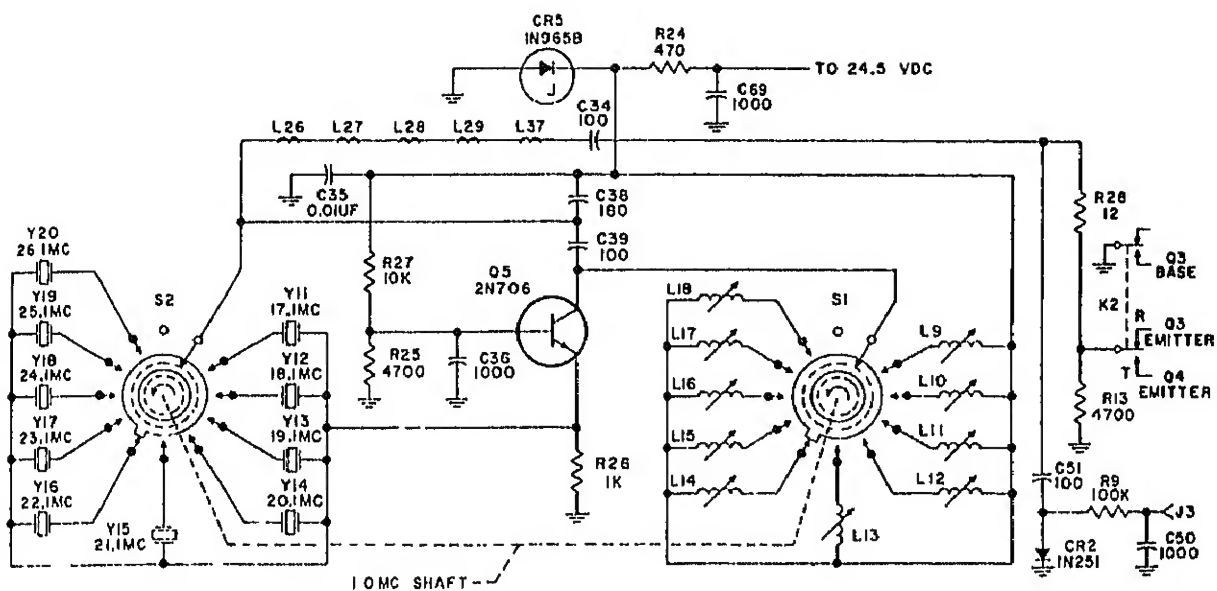 CR5
1N965B
R24
470
TO 24.5 VDC
C69
1000
C34
100
L26 L27 L28 L29 L37
C35
0.01UF
C38
180
C39
100
R28
12
Q3
BASE
K2
R
Q3
EMITTER
T
Q4
EMITTER
R13
4700
Y20
26.1MC
Y19
25.1MC
Y18
24.1MC
Y17
23.1MC
Y16
22.1MC
Y15
21.1MC
S2
Y11
17.1MC
Y12
18.1MC
Y13
19.1MC
Y14
20.1MC
R27
10K
R25
4700
C36
1000
Q5
2N706
R26
1K
L18
L17
L16
L15
L14
S1
L9
L10
L11
L12
L13
C51
100
R9
100K
J3
C50
1000
CR2
1N251
1 0 MC SHAFT